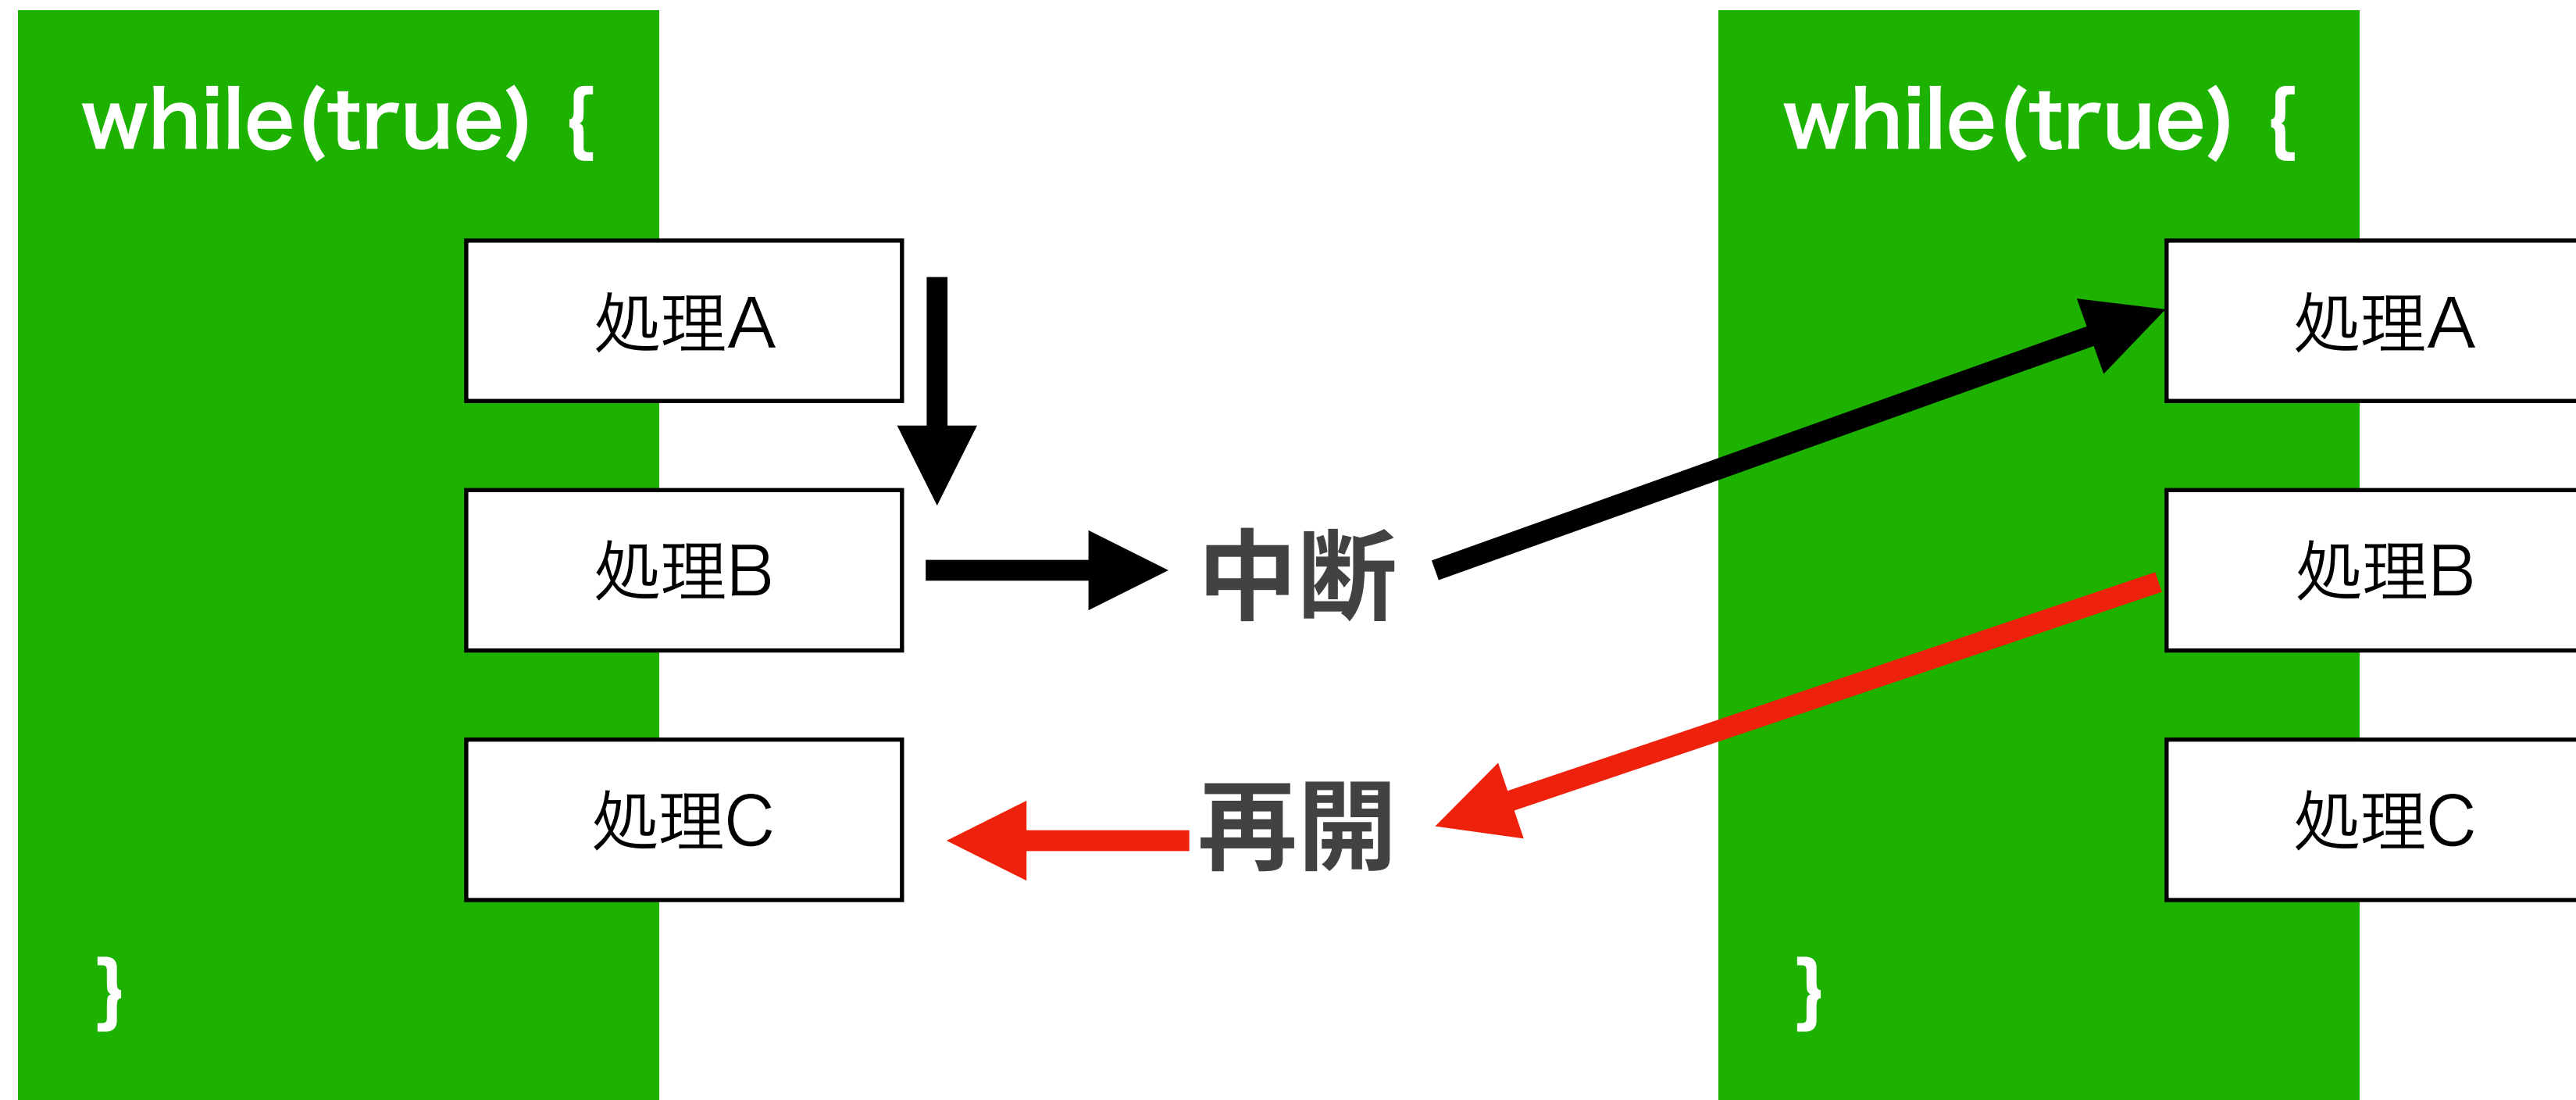 while(true) {
処理A
処理B
処理C
}
中断
再開
while(true) {
処理A
処理B
処理C
}